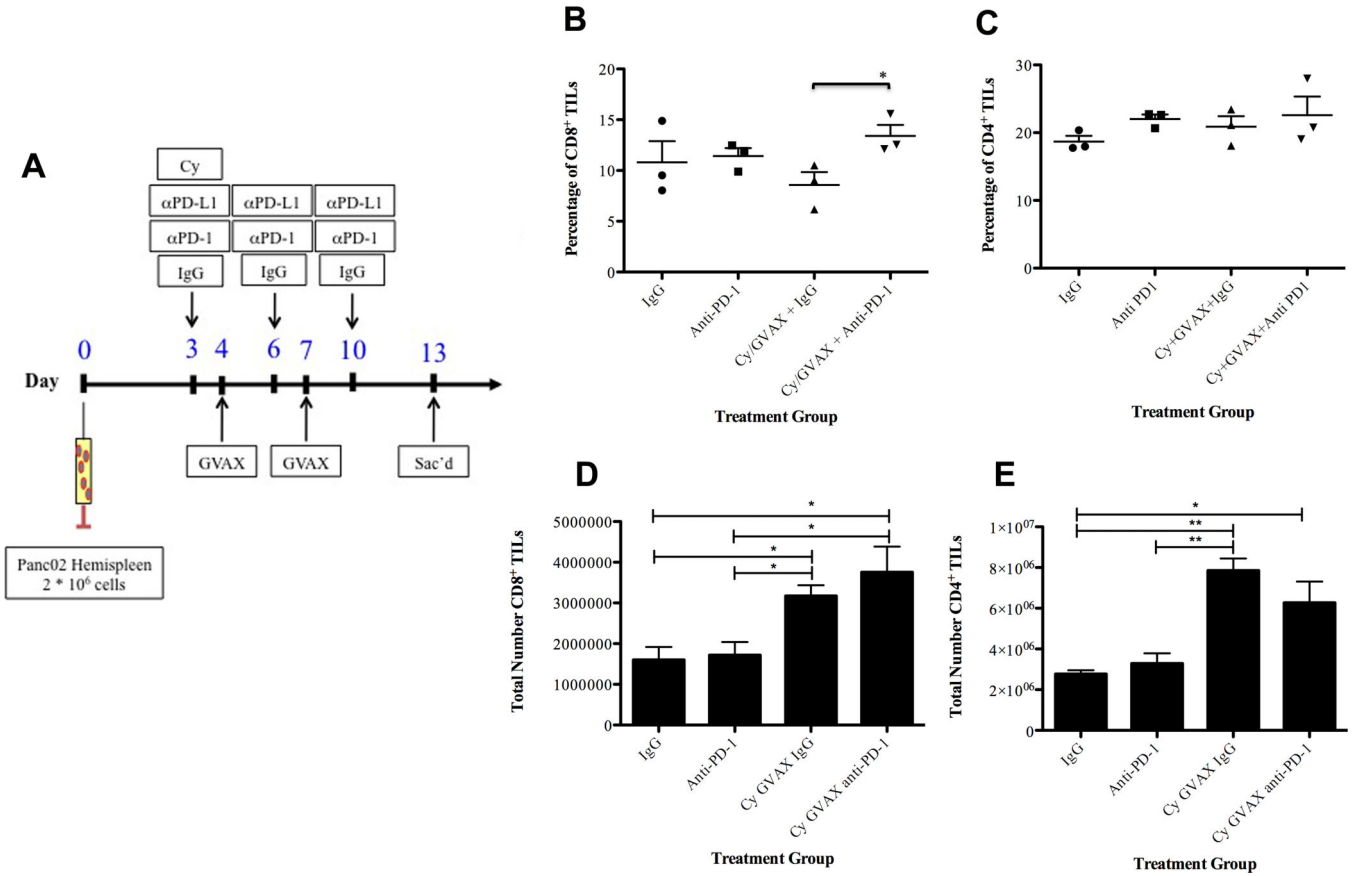 A
Cy
αPD-L1 αPD-L1 αPD-L1
αPD-1 αPD-1 αPD-1
IgG IgG IgG
0 3 4 6 7 10 13
Day
GVAX GVAX Sac'd
Panc02 Hemispleen
2 * 10⁶ cells
B
Percentage of CD8⁺ TILs
20
15
10
5
0
*
IgG
Anti-PD-1
Cy/GVAX + IgG
Cy/GVAX + Anti-PD-1
Treatment Group
C
Percentage of CD4⁺ TILs
30
20
10
0
IgG
Anti PD1
Cy+GVAX+IgG
Cy+GVAX+Anti PD1
Treatment Group
D
Total Number CD8⁺ TILs
5000000
4000000
3000000
2000000
1000000
0
*
*
*
*
IgG
Anti-PD-1
Cy GVAX IgG
Cy GVAX anti-PD-1
Treatment Group
E
Total Number CD4⁺ TILs
1×10⁰⁷
8×10⁰⁶
6×10⁰⁶
4×10⁰⁶
2×10⁰⁶
0
*
**
**
IgG
Anti-PD-1
Cy GVAX IgG
Cy GVAX anti-PD-1
Treatment Group